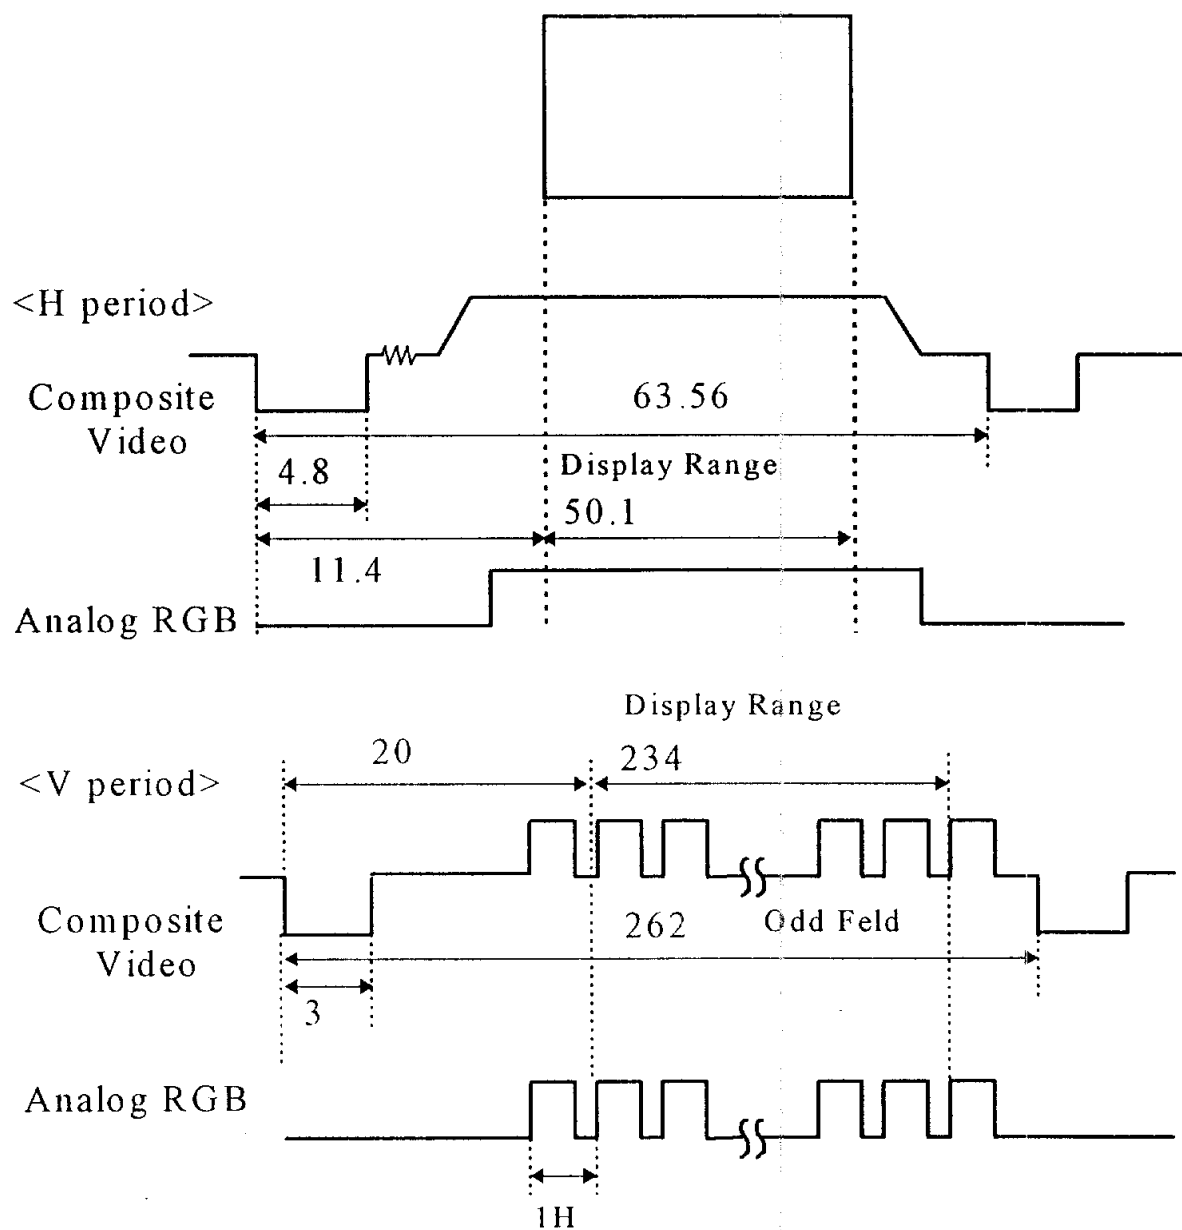 <H period>
Composite
Video
63.56
4.8
Display Range
50.1
11.4
Analog RGB
Display Range
20
234
<V period>
Composite
Video
262
Odd Feld
3
Analog RGB
1H